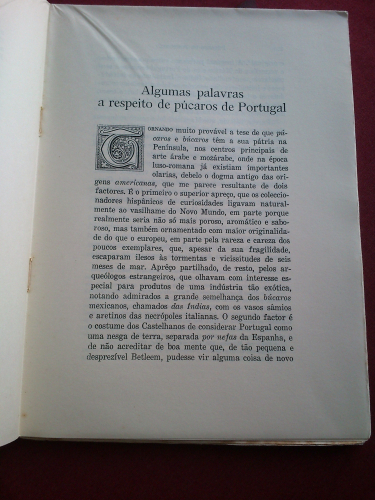 Algumas palavras
a respeito de púcaros de Portugal
TORNANDO muito provável a tese de que pú-
caros e búcaros têm a sua pátria na
Península, nos centros principais de
arte árabe e mozárabe, onde na época
luso-romana já existiam importantes
olarias, debelo o dogma antigo das ori-
gens americanas, que me parece resultante de dois
factores. É o primeiro o superior apreço, que os coleccio-
nadores hispânicos de curiosidades ligavam natural-
mente ao vasilhame do Novo Mundo, em parte porque
realmente seria não só mais poroso, aromático e sabo-
roso, mas também ornamentado com maior originalida-
de do que o europeu, em parte pela rareza e careza dos
poucos exemplares, que, apesar da sua fragilidade,
escaparam ilesos às tormentas e vicissitudes de seis
meses de mar. Apreço partilhado, de resto, pelos ar-
queólogos estrangeiros, que olhavam com interesse espe-
cial para produtos de uma indústria tão exótica,
notando admirados a grande semelhança dos búcaros
mexicanos, chamados das Indias, com os vasos sâmios
e aretinos das necrópoles italianas. O segundo factor é
o costume dos Castelhanos de considerar Portugal como
uma nesga de terra, separada por nefas da Espanha, e
de não acreditar de boa mente que, de tão pequena e
desprezível Betleem, pudesse vir alguma coisa de novo